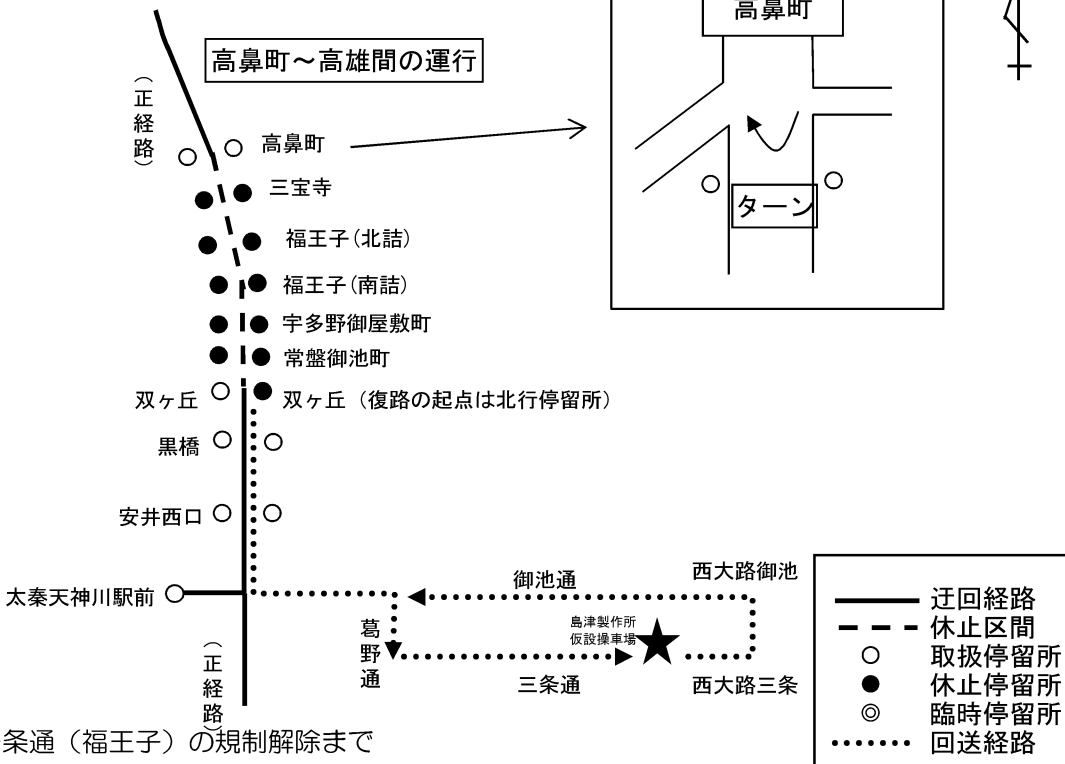 高鼻町～高雄間の運行
高鼻町
（正経路）
高鼻町
三宝寺
福王子（北詰）
ターン
福王子（南詰）
宇多野御屋敷町
常盤御池町
双ヶ丘
双ヶ丘（復路の起点は北行停留所）
黒橋
安井西口
太秦天神川駅前
御池通
西大路御池
葛野通
島津製作所
仮設操車場
三条通
西大路三条
（正経路）
迂回経路
休止区間
取扱停留所
休止停留所
臨時停留所
回送経路
条通（福王子）の規制解除まで